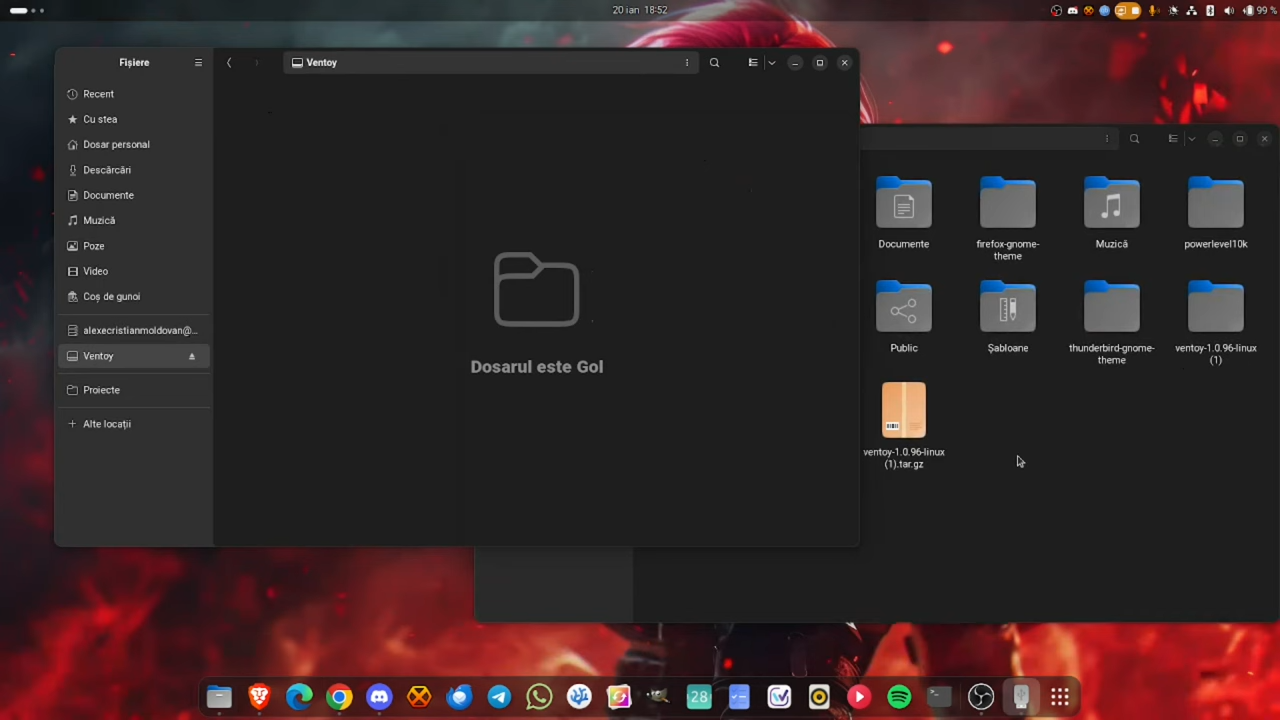 20 ian 18:52
99 %
Fișiere
Ventoy
Recent
Cu stea
Dosar personal
Descărcări
Documente
Muzică
Poze
Video
Coș de gunoi
alexecristianmoldovan@...
Ventoy
Proiecte
Alte locații
Dosarul este Gol
Documente
firefox-gnome-
theme
Muzică
powerlevel10k
Public
Șabloane
thunderbird-gnome-
theme
ventoy-1.0.96-linux
(1)
ventoy-1.0.96-linux
(1).tar.gz
28